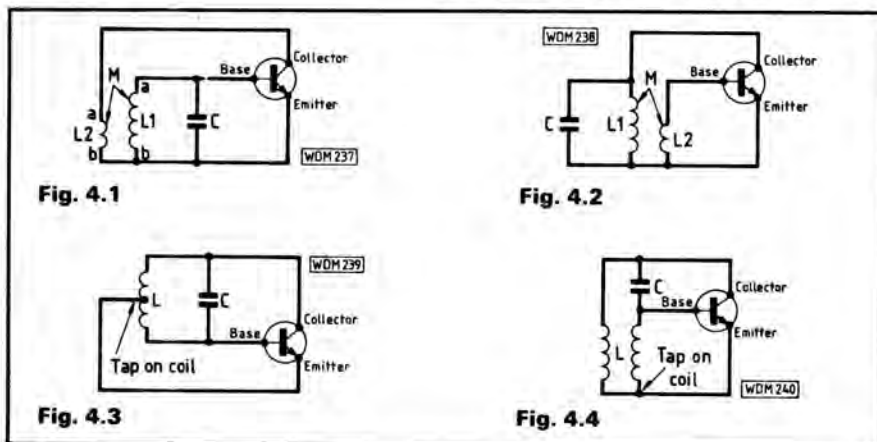 Collector
Base
M
a
a
L2
L1
C
Emitter
b
b
WDM 237
Fig. 4.1
WDM 238
Collector
M
Base
Emitter
C
L1
L2
Fig. 4.2
WDM 239
L
C
Collector
Base
Tap on coil
Emitter
Fig. 4.3
C
Base
Collector
Emitter
L
Tap on
coil
WDM 240
Fig. 4.4